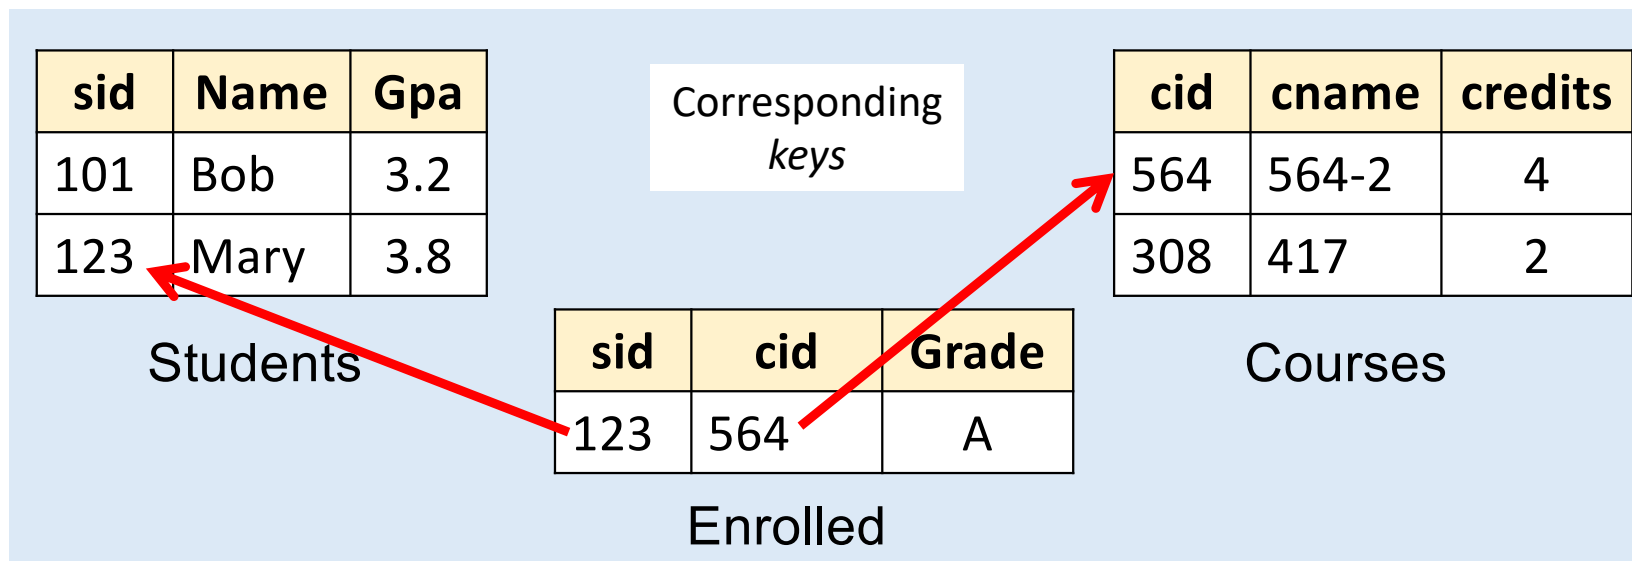 sid Name Gpa
101 Bob 3.2
123 Mary 3.8
Students
Corresponding
keys
cid cname credits
564 564-2 4
308 417 2
Courses
sid cid Grade
123 564 A
Enrolled